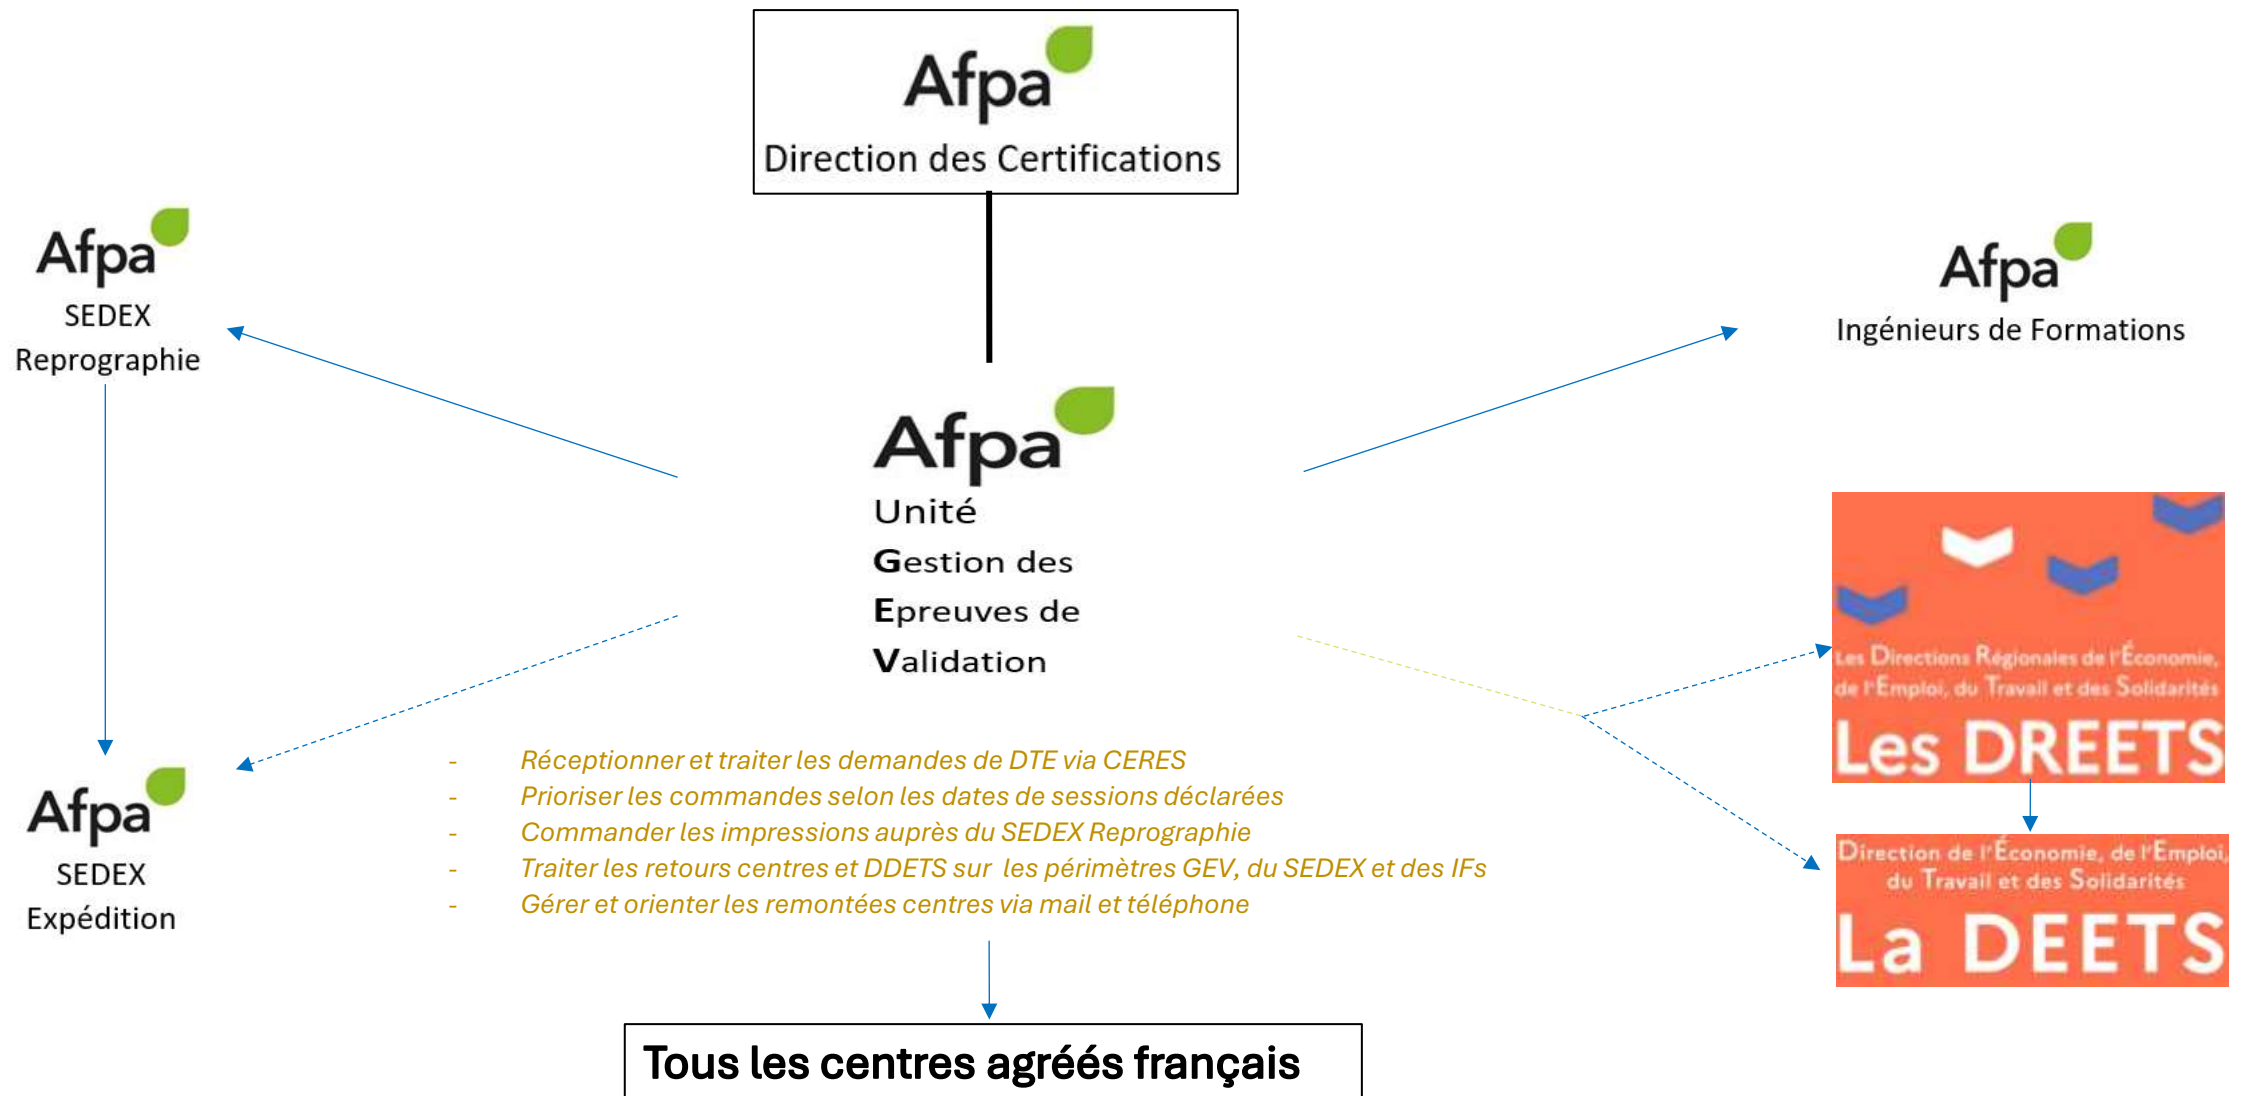 Afpa
Direction des Certifications
Afpa
SEDEX
Reprographie
Afpa
Ingénieurs de Formations
Afpa
Unité
Gestion des
Epreuves de
Validation
Les Directions Régionales de l'Économie,
de l'Emploi, du Travail et des Solidarités
Les DREETS
- Réceptionner et traiter les demandes de DTE via CERES
- Prioriser les commandes selon les dates de sessions déclarées
- Commander les impressions auprès du SEDEX Reprographie
- Traiter les retours centres et DDETS sur les périmètres GEV, du SEDEX et des IFs
- Gérer et orienter les remontées centres via mail et téléphone
Afpa
SEDEX
Expédition
Direction de l'Économie, de l'Emploi,
du Travail et des Solidarités
La DEETS
Tous les centres agréés français